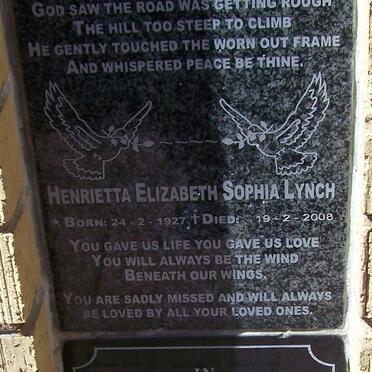 GOD SAW THE ROAD WAS GETTING ROUGH
THE HILL TOO STEEP TO CLIMB
HE GENTLY TOUCHED THE WORN OUT FRAME
AND WHISPERED PEACE BE THINE.
HENRIETTA ELIZABETH SOPHIA LYNCH
★ BORN: 24 - 2 - 1927 † DIED: -19 - 2 - 2008
YOU GAVE US LIFE YOU GAVE US LOVE
YOU WILL ALWAYS BE THE WIND
BENEATH OUR WINGS.
YOU ARE SADLY MISSED AND WILL ALWAYS
BE LOVED BY ALL YOUR LOVED ONES.
IN